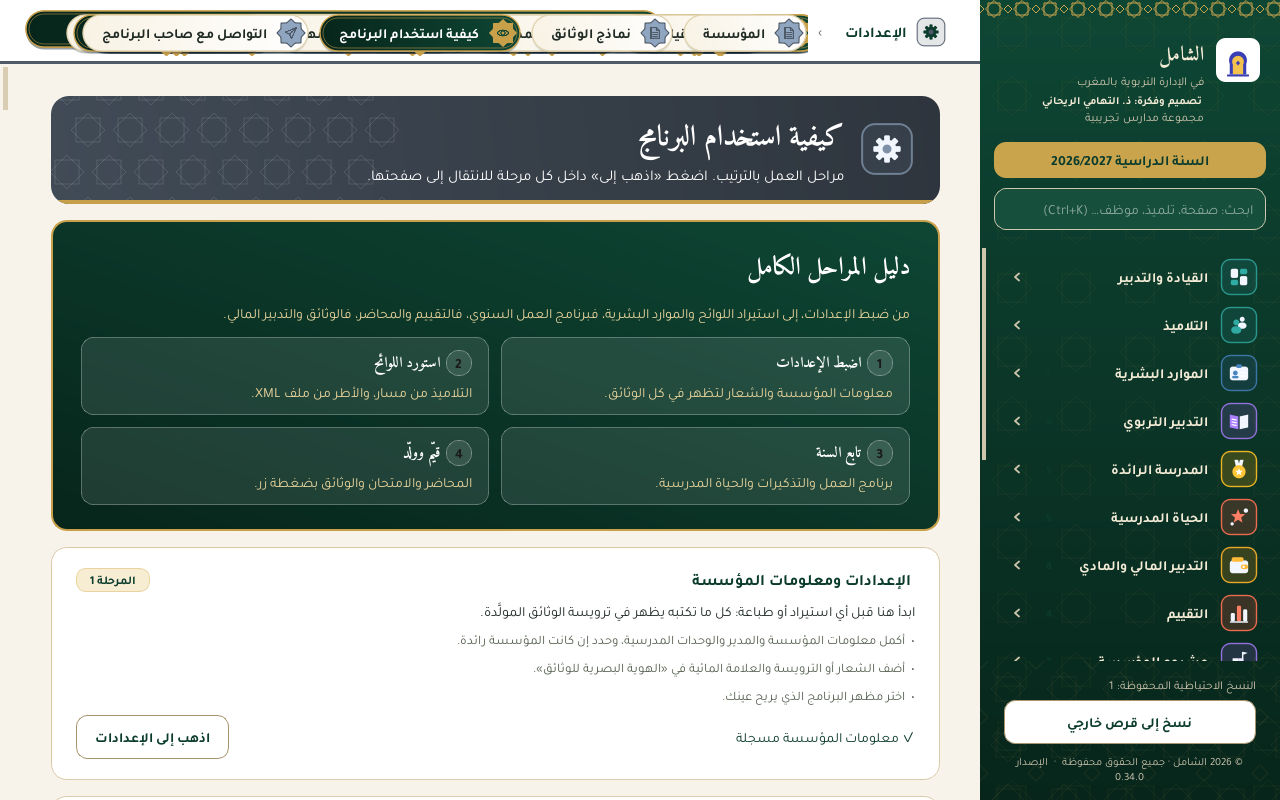 الشامل
في الإدارة التربوية بالمغرب
تصميم وفكرة: ذ. التهامي الريحاني
مجموعة مدارس تجريبية
السنة الدراسية 2026/2027
ابحث: صفحة، تلميذ، موظف... (Ctrl+K)
القيادة والتدبير
التلاميذ
الموارد البشرية
التدبير التربوي
المدرسة الرائدة
الحياة المدرسية
التدبير المالي والمادي
التقييم
النسخ الاحتياطية المحفوظة: 1
نسخ إلى قرص خارجي
© 2026 الشامل · جميع الحقوق محفوظة · الإصدار
0.34.0
الإعدادات ‹
المؤسسة
نماذج الوثائق
كيفية استخدام البرنامج
التواصل مع صاحب البرنامج
كيفية استخدام البرنامج
مراحل العمل بالترتيب. اضغط «اذهب إلى» داخل كل مرحلة للانتقال إلى صفحتها.
دليل المراحل الكامل
من ضبط الإعدادات، إلى استيراد اللوائح والموارد البشرية، فبرنامج العمل السنوي، فالتقييم والمحاضر، فالوثائق والتدبير المالي.
1 اضبط الإعدادات
معلومات المؤسسة والشعار لتظهر في كل الوثائق.
2 استورد اللوائح
التلاميذ من مسار، والأطر من ملف XML.
3 تابع السنة
برنامج العمل والتذكيرات والحياة المدرسية.
4 قيّم وولّد
المحاضر والامتحان والوثائق بضغطة زر.
الإعدادات ومعلومات المؤسسة
المرحلة 1
ابدأ هنا قبل أي استيراد أو طباعة: كل ما تكتبه يظهر في ترويسة الوثائق المولَّدة.
· أكمل معلومات المؤسسة والمدير والوحدات المدرسية، وحدد إن كانت المؤسسة رائدة.
· أضف الشعار أو الترويسة والعلامة المائية في «الهوية البصرية للوثائق».
· اختر مظهر البرنامج الذي يريح عينك.
✓ معلومات المؤسسة مسجلة
اذهب إلى الإعدادات